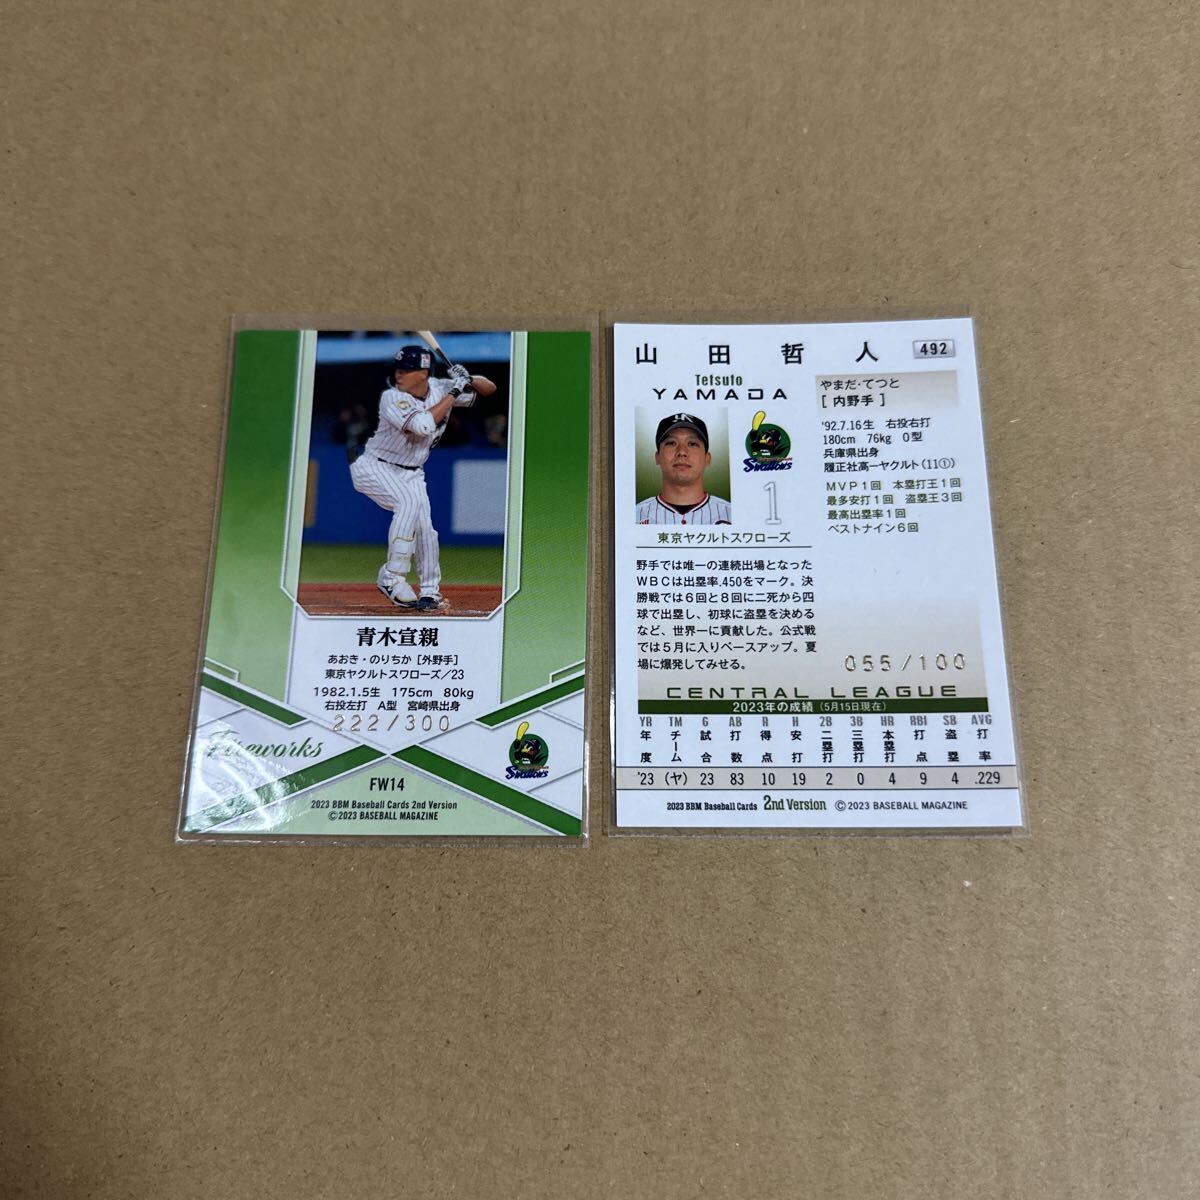 青木宣親
あおき・のりちか [外野手]
東京ヤクルトスワローズ／23
1982.1.5生 175cm 80kg
右投左打 A型 宮崎県出身
222/300
Fireworks
Swallows
FW14
2023 BBM Baseball Cards 2nd Version
©2023 BASEBALL MAGAZINE
山田哲人 492
Tetsuto
YAMADA
Swallows
1
東京ヤクルトスワローズ
やまだ・てつと
[ 内野手 ]
'92.7.16生 右投右打
180cm 76kg O型
兵庫県出身
履正社高ーヤクルト(11①)
MVP1回 本塁打王1回
最多安打1回 盗塁王3回
最高出塁率1回
ベストナイン6回
野手では唯一の連続出場となった
WBCは出塁率.450をマーク。決
勝戦では6回と8回に二死から四
球で出塁し、初球に盗塁を決める
など、世界一に貢献した。公式戦
では5月に入りペースアップ。夏
場に爆発してみせる。
055/100
CENTRAL LEAGUE
2023年の成績 (5月15日現在)
YR TM G AB R H 2B 3B HR RBI SB AVG
年度 チーム 試合 打数 得点 安打 二塁打 三塁打 本塁打 打点 盗塁 打率
'23 (ヤ) 23 83 10 19 2 0 4 9 4 .229
2023 BBM Baseball Cards 2nd Version ©2023 BASEBALL MAGAZINE